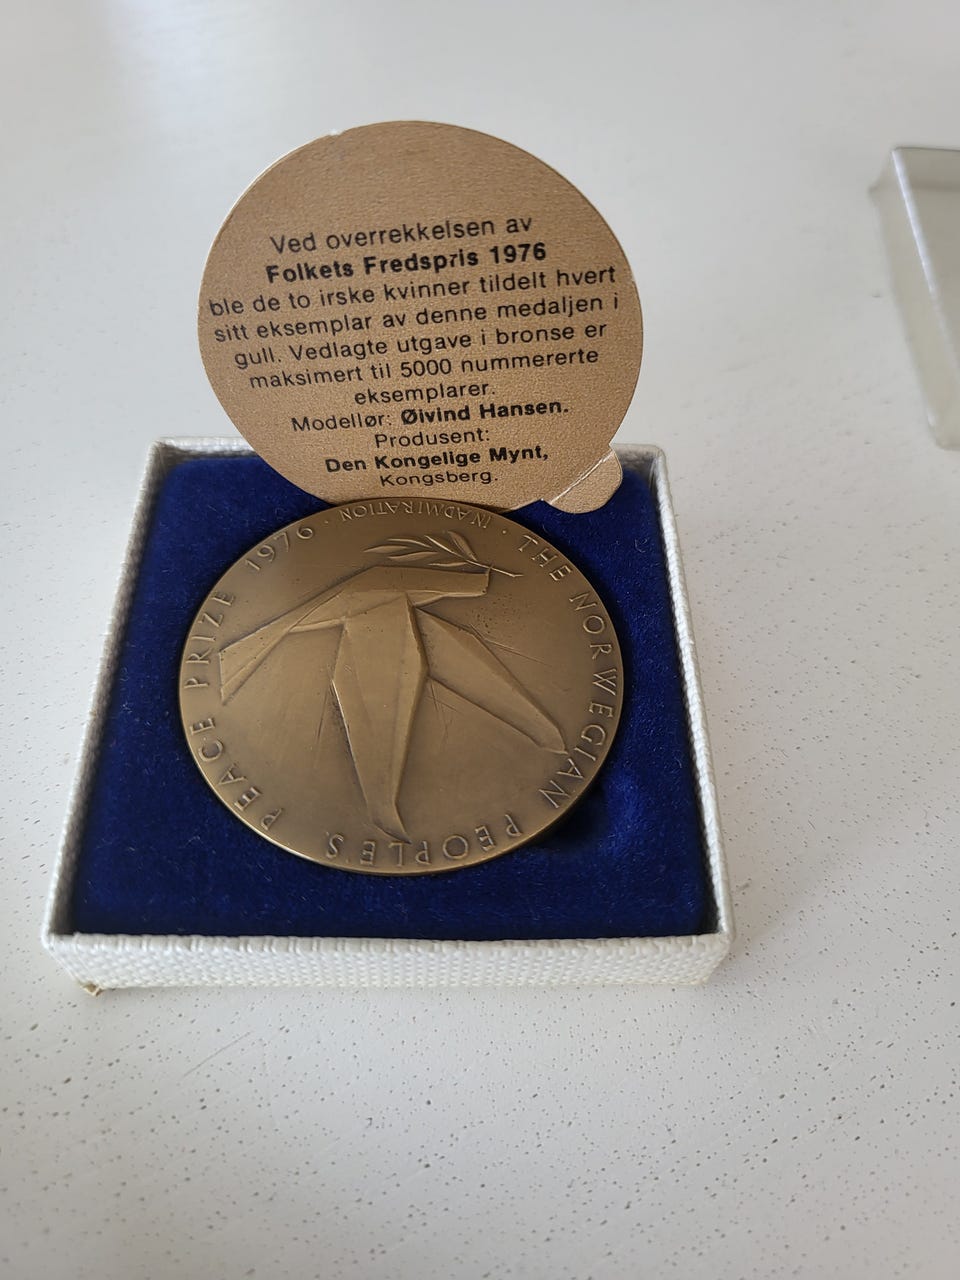 Ved overrekkelsen av
Folkets Fredspris 1976
ble de to irske kvinner tildelt hvert
sitt eksemplar av denne medaljen i
gull. Vedlagte utgave i bronse er
maksimert til 5000 nummererte
eksemplarer.
Modellør: Øivind Hansen.
Produsent:
Den Kongelige Mynt,
Kongsberg.
THE NORWEGIAN PEOPLE'S PEACE PRIZE 1976 · IN ADMIRATION ·